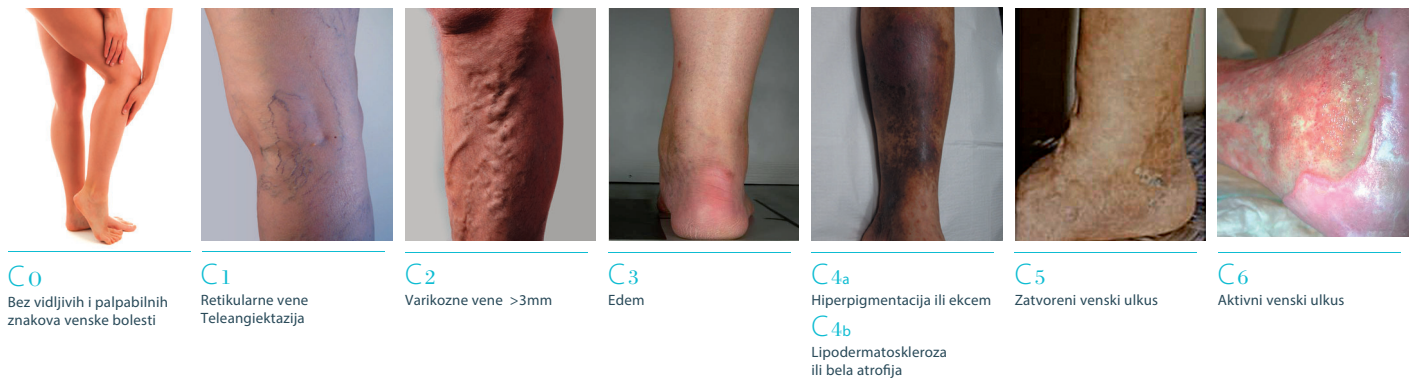 C0
Bez vidljivih i palpabilnih
znakova venske bolesti
C1
Retikularne vene
Teleangiektazija
C2
Varikozne vene >3mm
C3
Edem
C4a
Hiperpigmentacija ili ekcem
C4b
Lipodermatoskleroza
ili bela atrofija
C5
Zatvoreni venski ulkus
C6
Aktivni venski ulkus